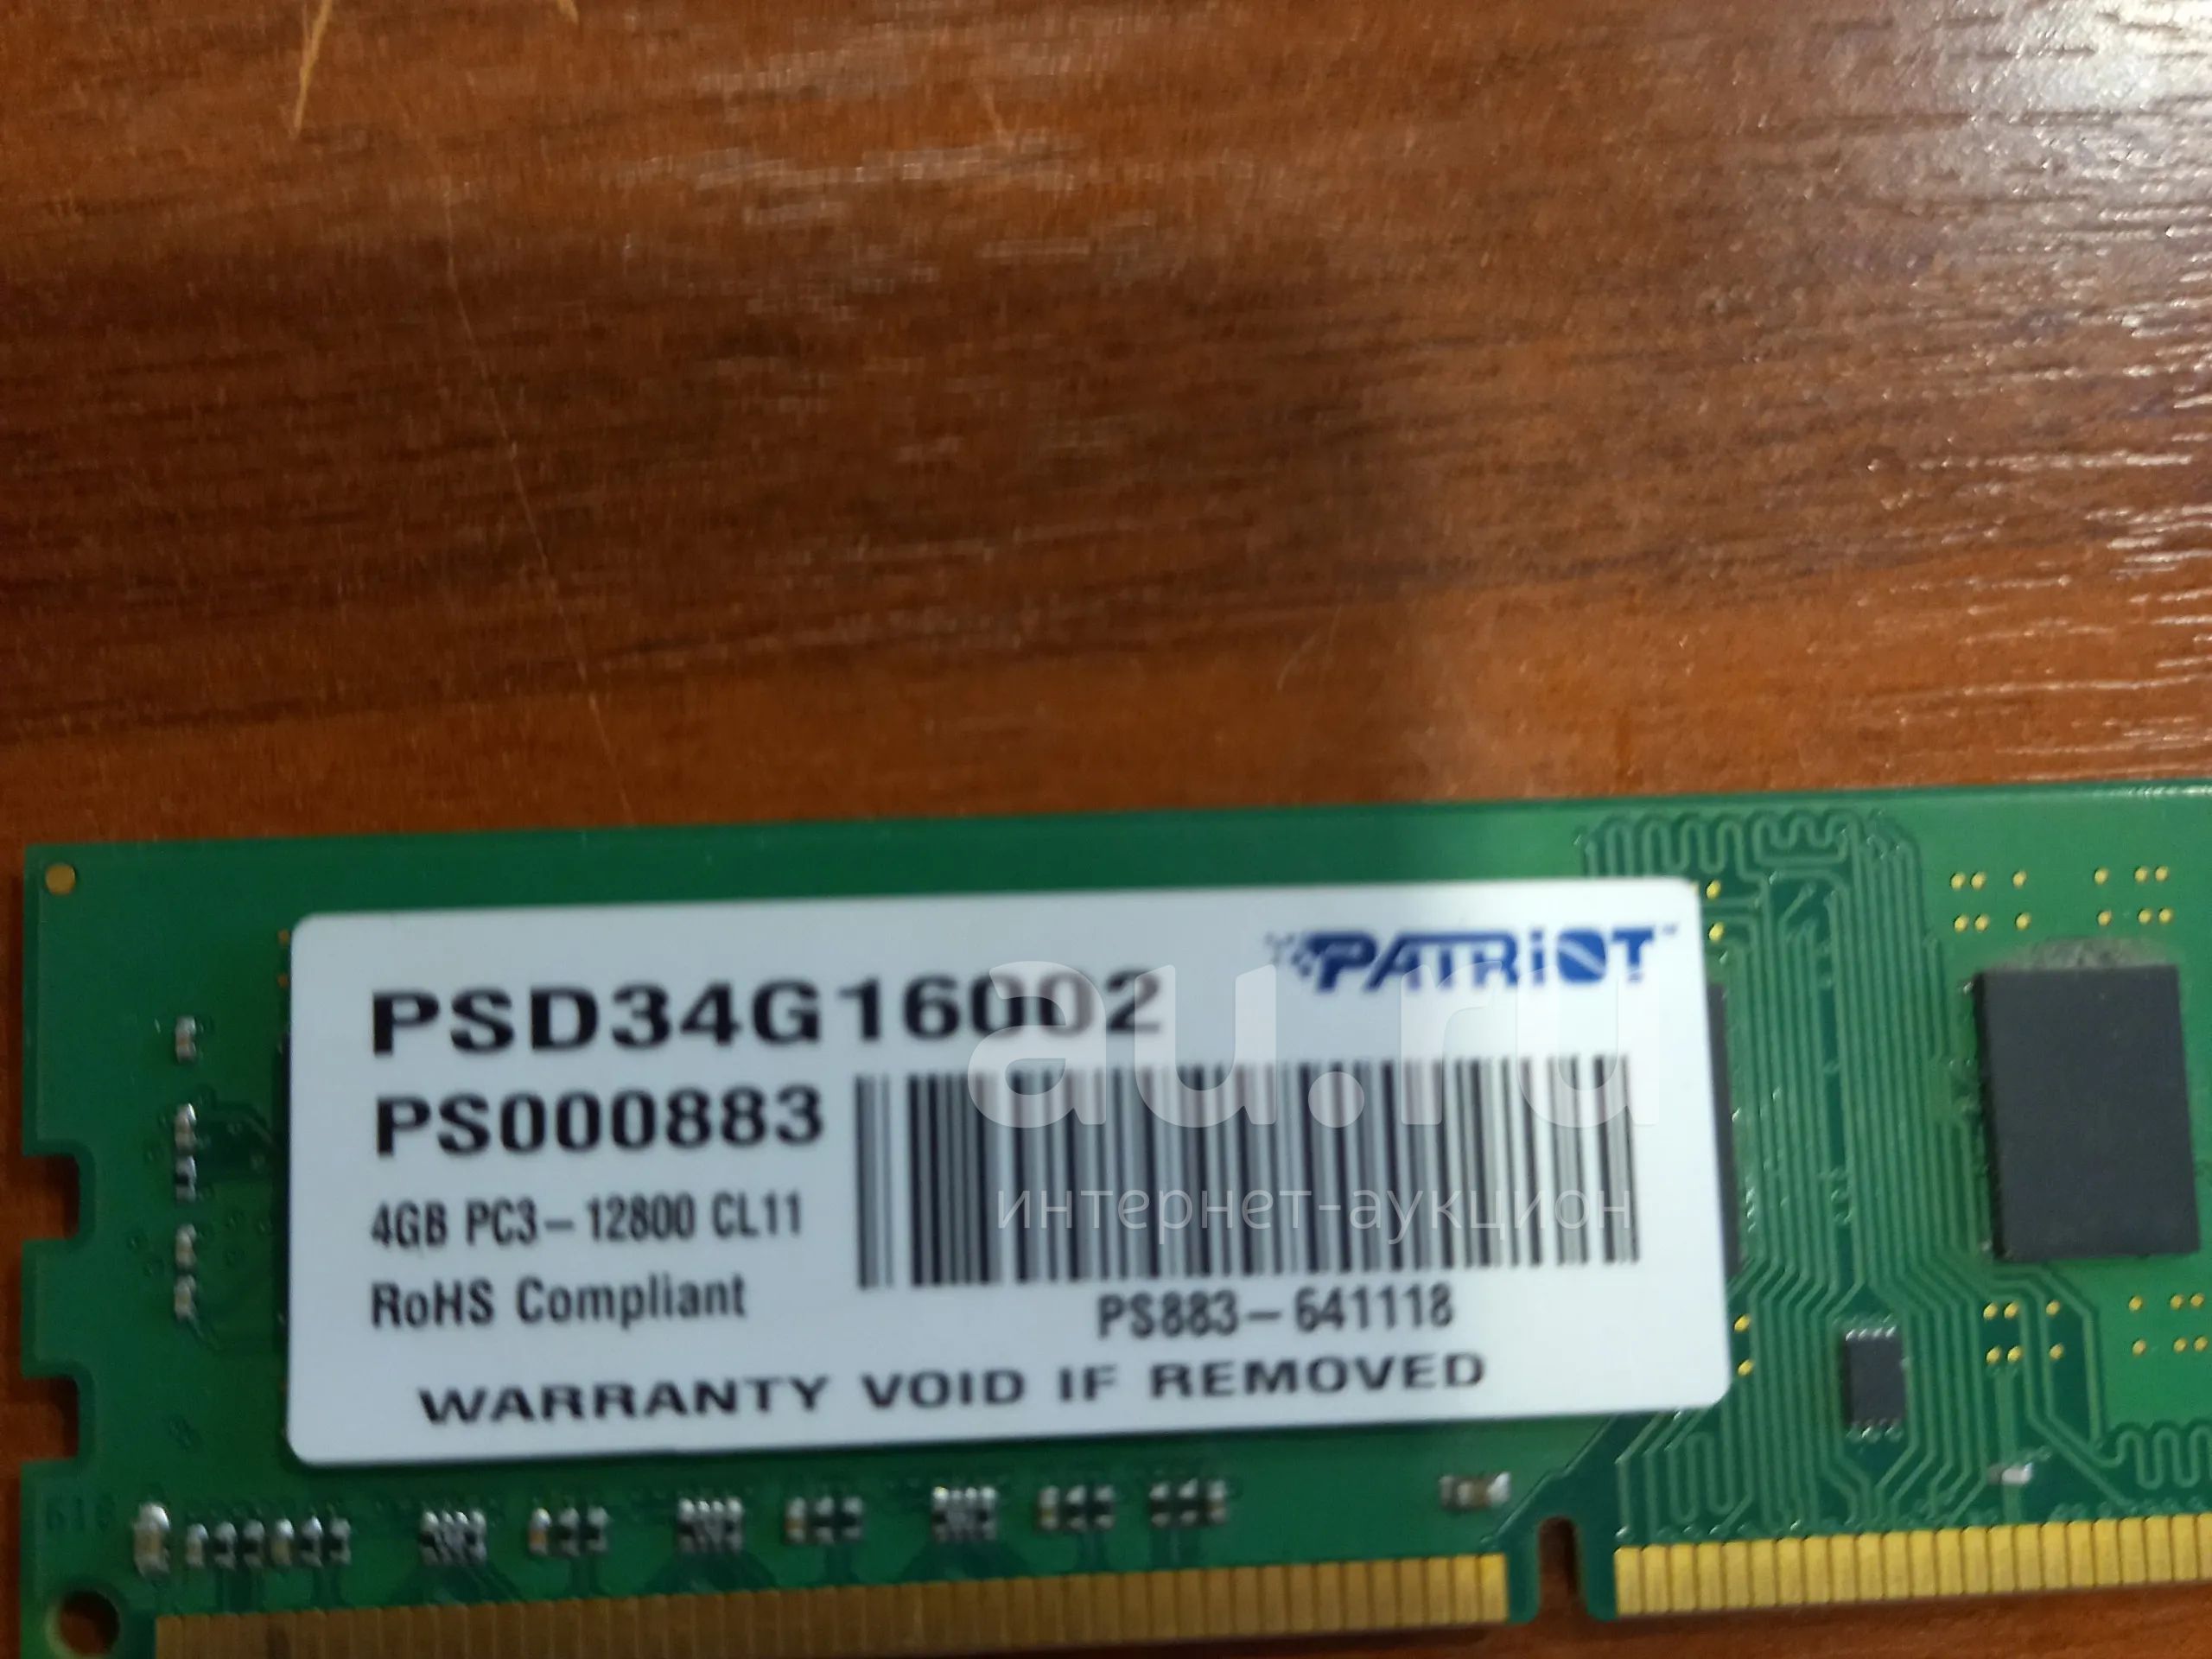 PATRIOT
PSD34G16002
PS000883
4GB PC3-12800 CL11
RoHS Compliant
PS883-641118
WARRANTY VOID IF REMOVED
au.ru
интернет-аукцион